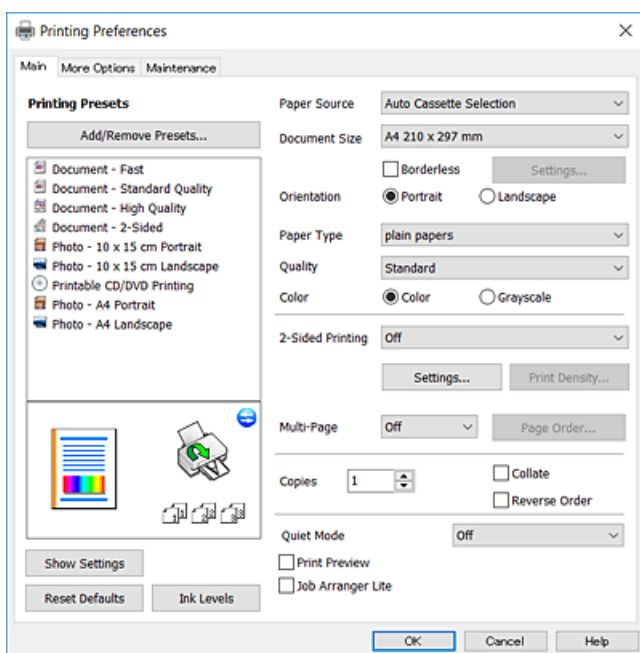 Printing Preferences
Main More Options Maintenance
Printing Presets
Add/Remove Presets...
Document - Fast
Document - Standard Quality
Document - High Quality
Document - 2-Sided
Photo - 10 x 15 cm Portrait
Photo - 10 x 15 cm Landscape
Printable CD/DVD Printing
Photo - A4 Portrait
Photo - A4 Landscape
Show Settings
Reset Defaults Ink Levels
Paper Source Auto Cassette Selection
Document Size A4 210 x 297 mm
Borderless Settings...
Orientation Portrait Landscape
Paper Type plain papers
Quality Standard
Color Color Grayscale
2-Sided Printing Off
Settings... Print Density...
Multi-Page Off Page Order...
Copies 1 Collate
Reverse Order
Quiet Mode Off
Print Preview
Job Arranger Lite
OK Cancel Help